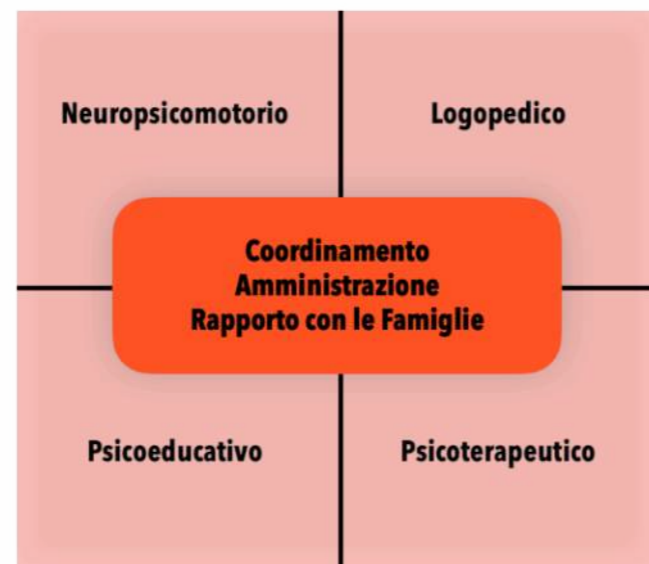 Neuropsicomotorio
Logopedico
Coordinamento
Amministrazione
Rapporto con le Famiglie
Psicoeducativo
Psicoterapeutico